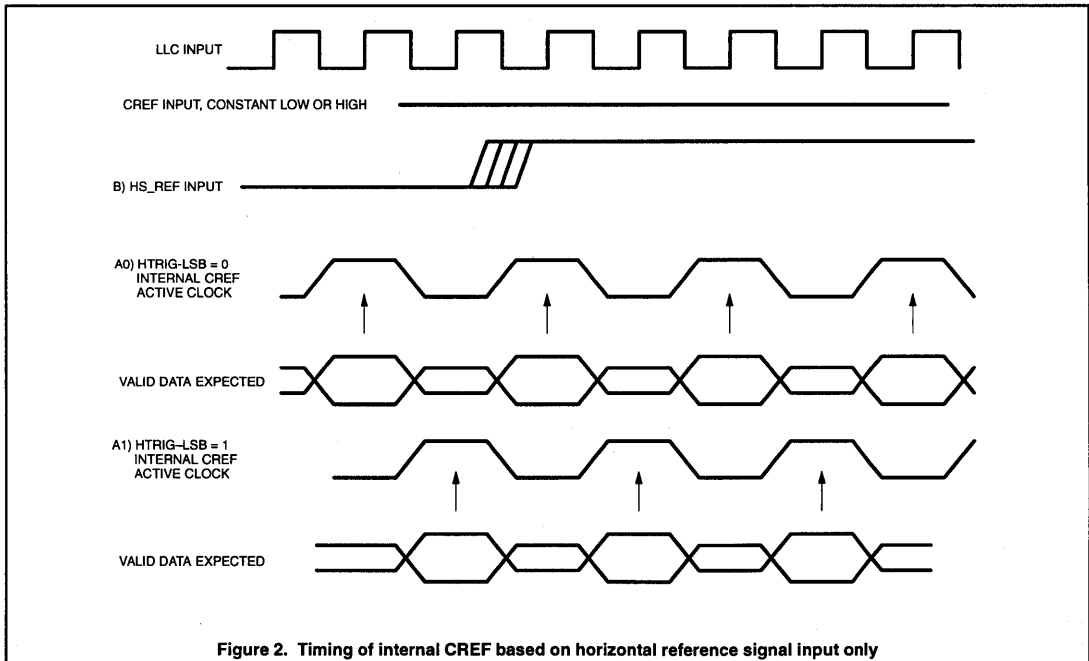 LLC INPUT
CREF INPUT, CONSTANT LOW OR HIGH
B) HS_REF INPUT
A0) HTRIG-LSB = 0
INTERNAL CREF
ACTIVE CLOCK
VALID DATA EXPECTED
A1) HTRIG–LSB = 1
INTERNAL CREF
ACTIVE CLOCK
VALID DATA EXPECTED
Figure 2. Timing of internal CREF based on horizontal reference signal input only